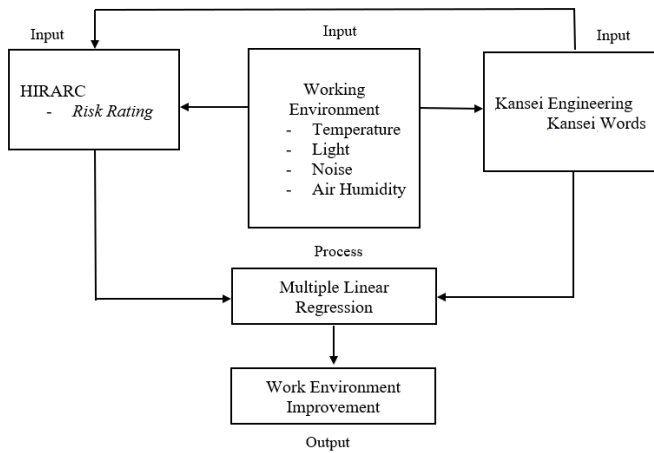 Input
Input
Input
HIRARC
- Risk Rating
Working
Environment
- Temperature
- Light
- Noise
- Air Humidity
Kansei Engineering
Kansei Words
Process
Multiple Linear
Regression
Work Environment
Improvement
Output